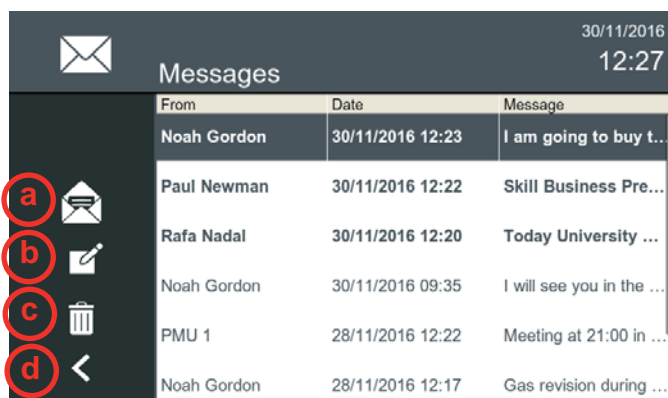 30/11/2016
12:27
Messages
From Date Message
Noah Gordon 30/11/2016 12:23 I am going to buy t...
a
Paul Newman 30/11/2016 12:22 Skill Business Pre...
b
Rafa Nadal 30/11/2016 12:20 Today University ...
Noah Gordon 30/11/2016 09:35 I will see you in the ...
c
PMU 1 28/11/2016 12:22 Meeting at 21:00 in ...
d
Noah Gordon 28/11/2016 12:17 Gas revision during ...